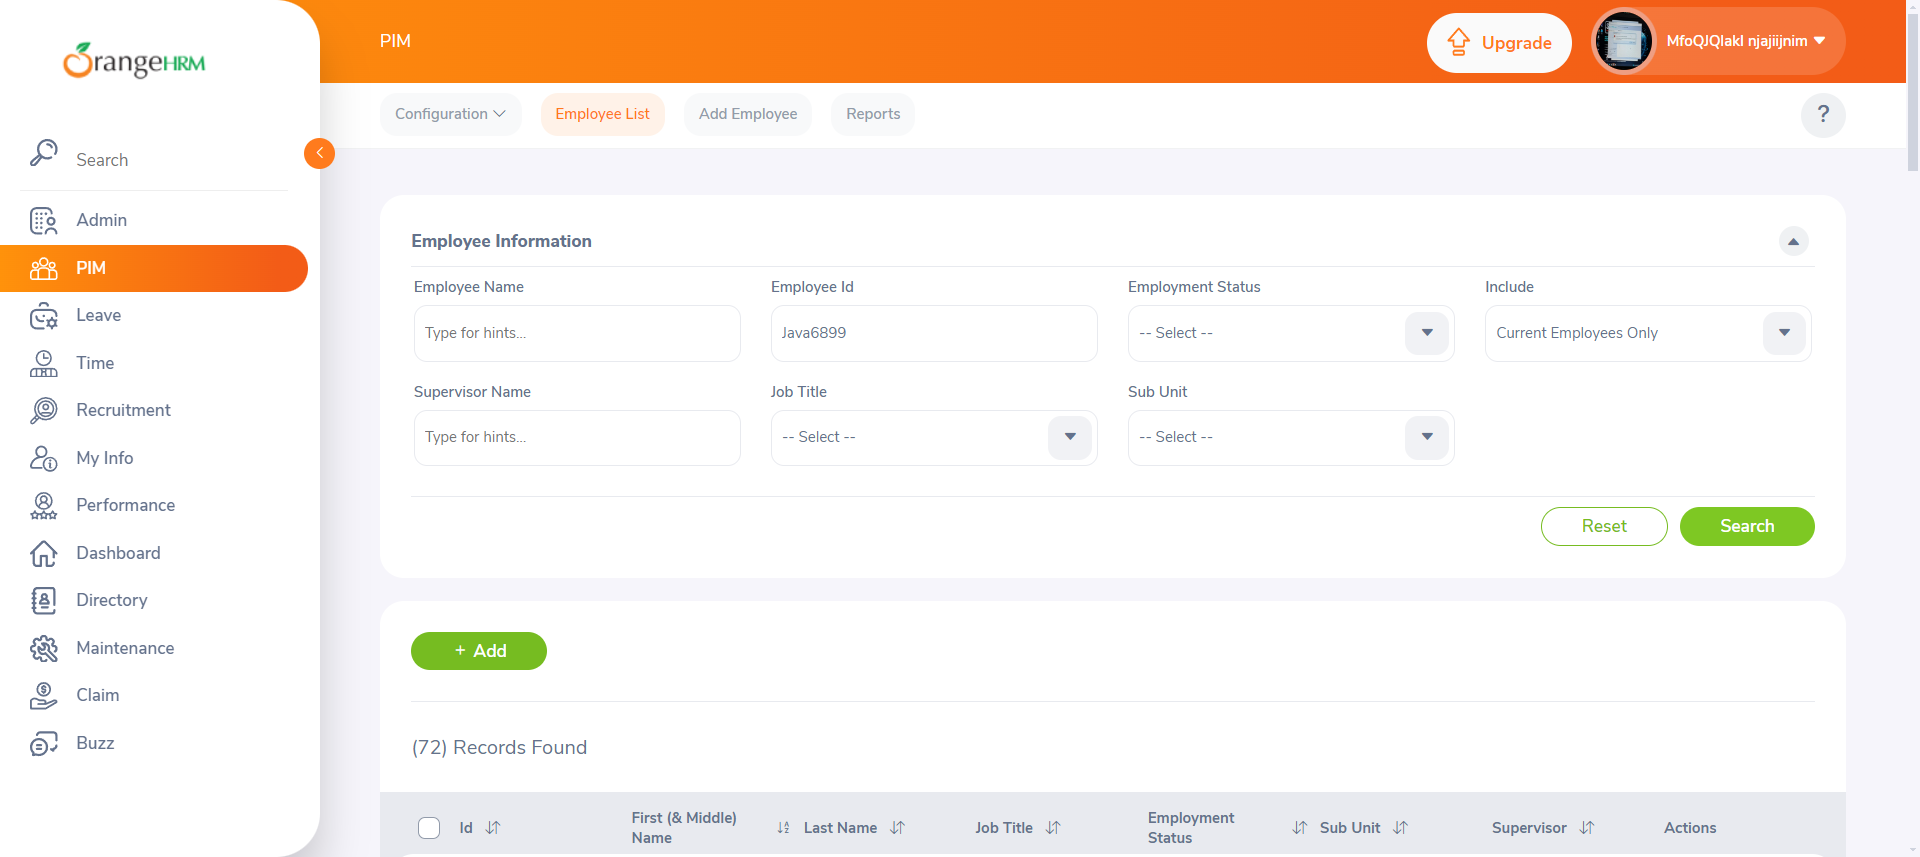 OrangeHRM
PIM
Upgrade
MfoQJQlakl njajiijnim
Configuration
Employee List
Add Employee
Reports
?
Search
Admin
PIM
Leave
Time
Recruitment
My Info
Performance
Dashboard
Directory
Maintenance
Claim
Buzz
Employee Information
Employee Name
Employee Id
Employment Status
Include
Type for hints...
Java6899
-- Select --
Current Employees Only
Supervisor Name
Job Title
Sub Unit
Type for hints...
-- Select --
-- Select --
Reset
Search
+ Add
(72) Records Found
Id
First (& Middle)
Name
Last Name
Job Title
Employment
Status
Sub Unit
Supervisor
Actions